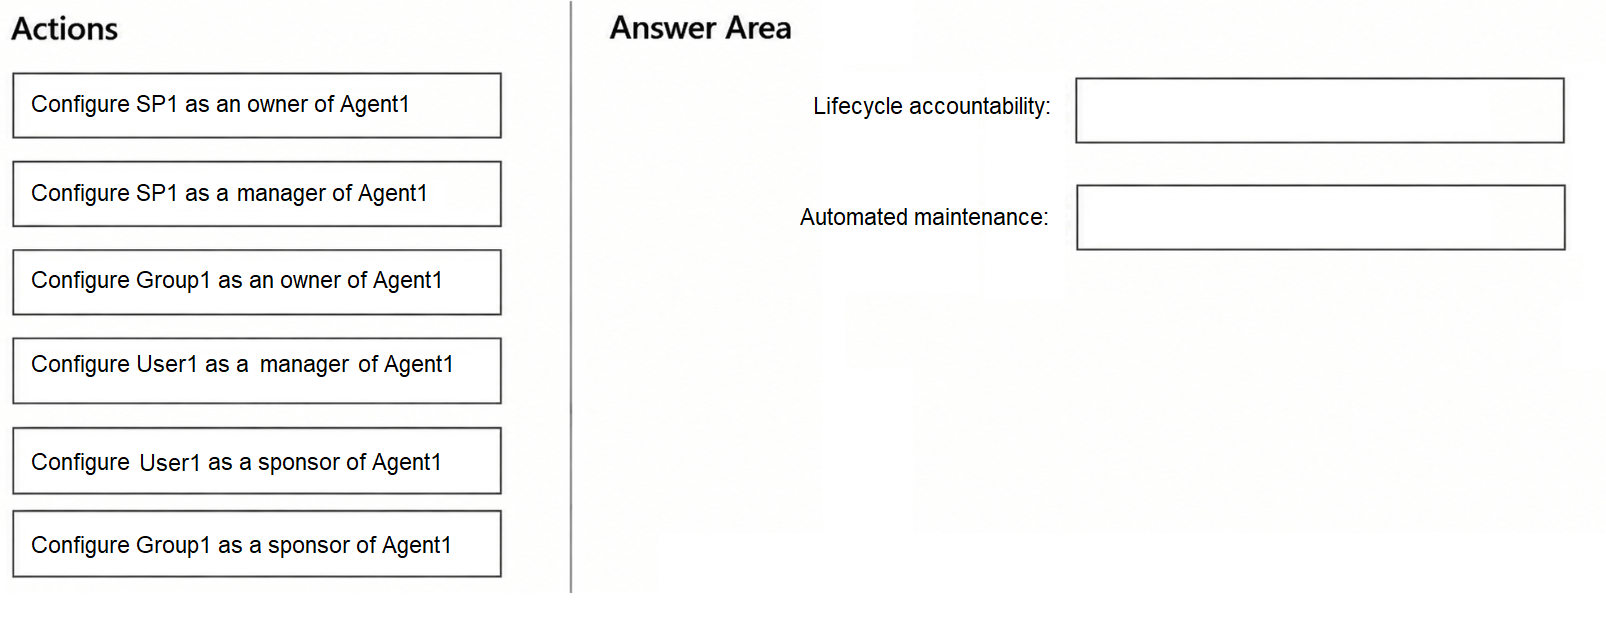 Actions
Configure SP1 as an owner of Agent1
Configure SP1 as a manager of Agent1
Configure Group1 as an owner of Agent1
Configure User1 as a manager of Agent1
Configure User1 as a sponsor of Agent1
Configure Group1 as a sponsor of Agent1
Answer Area
Lifecycle accountability:
Automated maintenance: